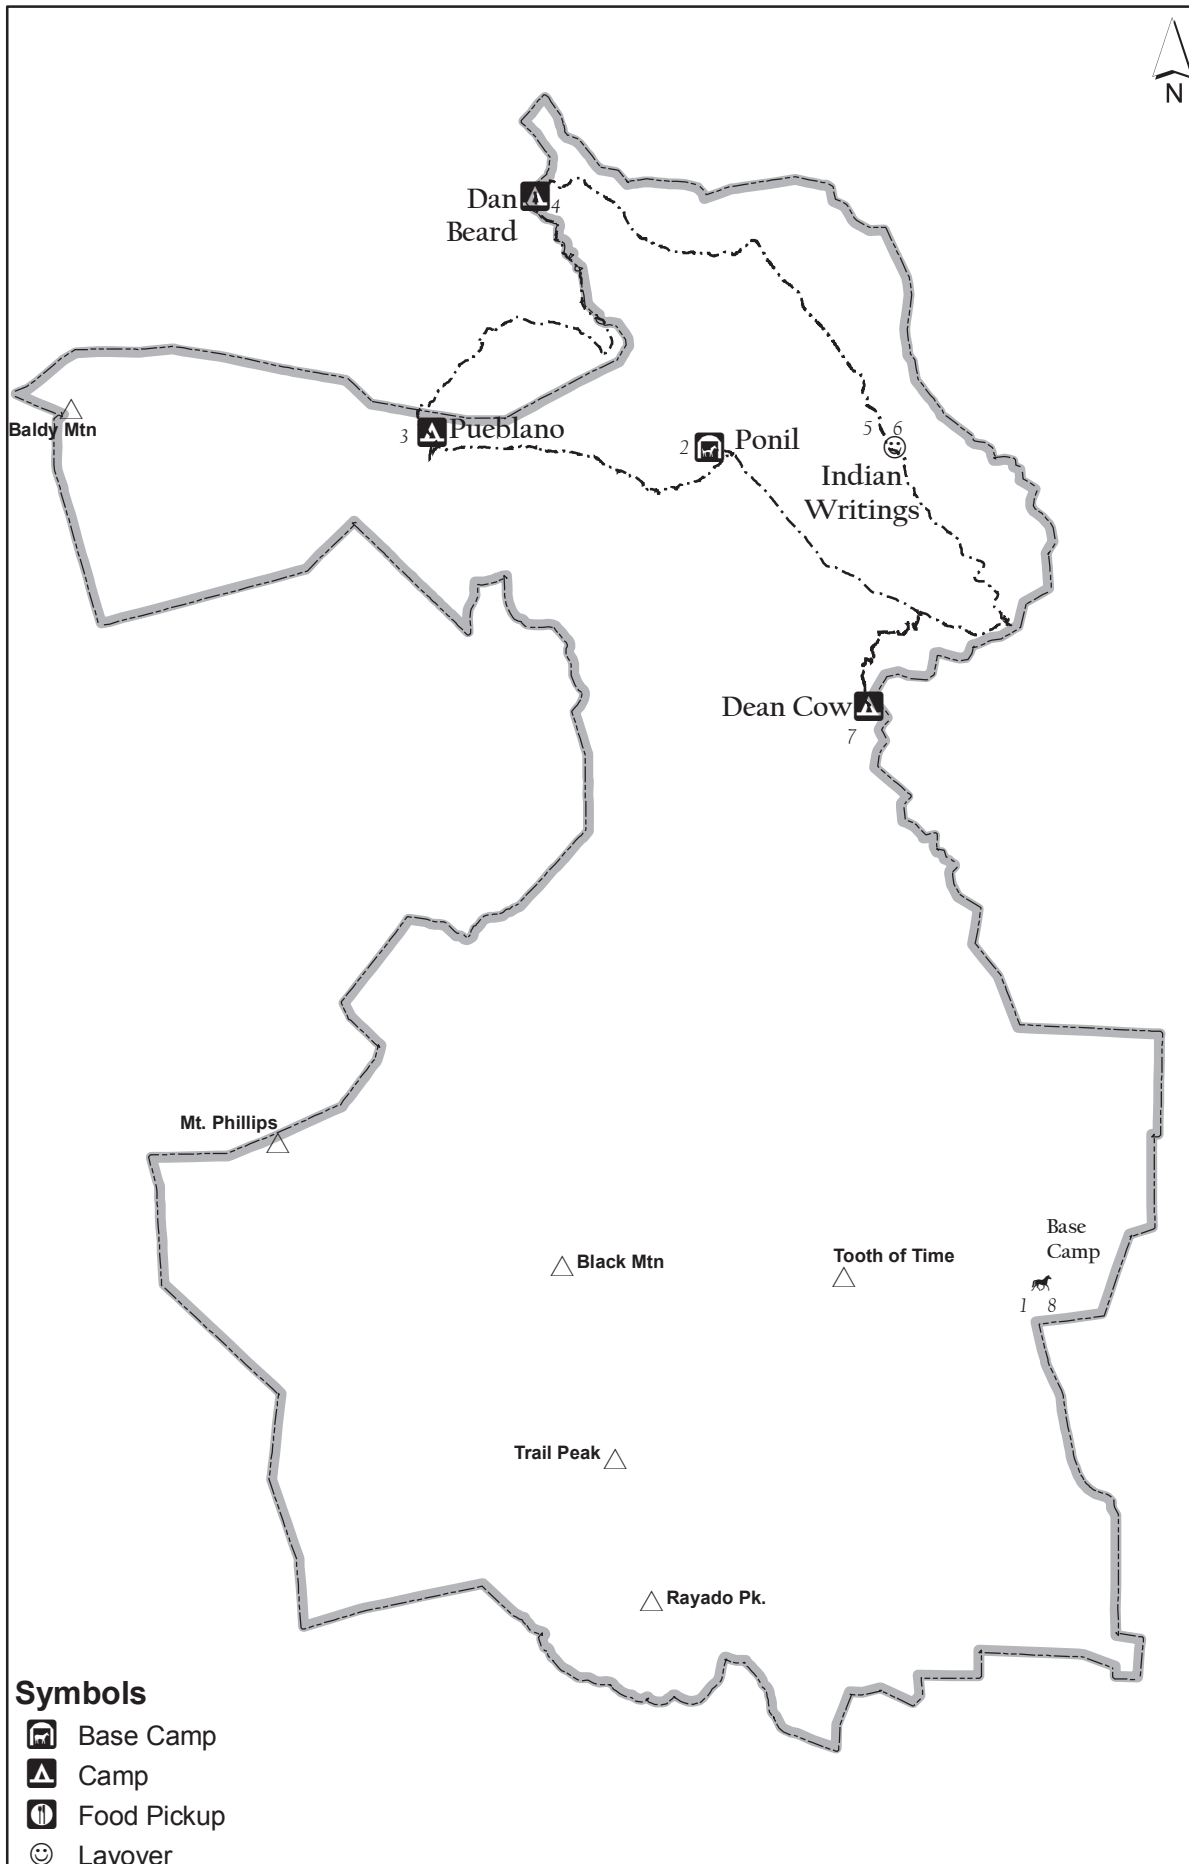 N
Dan
Beard
4
Baldy Mtn
3
Pueblano
2
Ponil
5 6
Indian
Writings
Dean Cow
7
Mt. Phillips
Base
Camp
Black Mtn
Tooth of Time
1 8
Trail Peak
Rayado Pk.
Symbols
Base Camp
Camp
Food Pickup
Layover